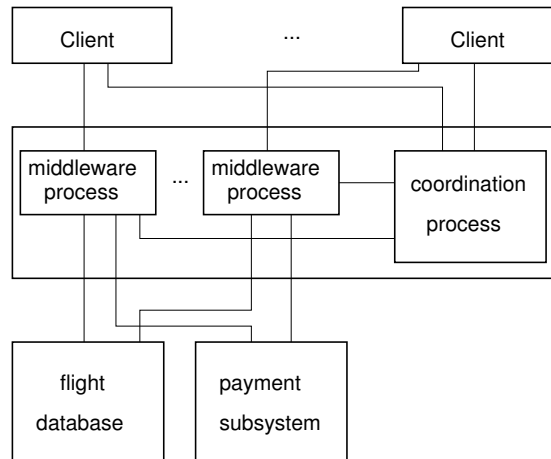 Client
...
Client
middleware
process
...
middleware
process
coordination
process
flight
database
payment
subsystem